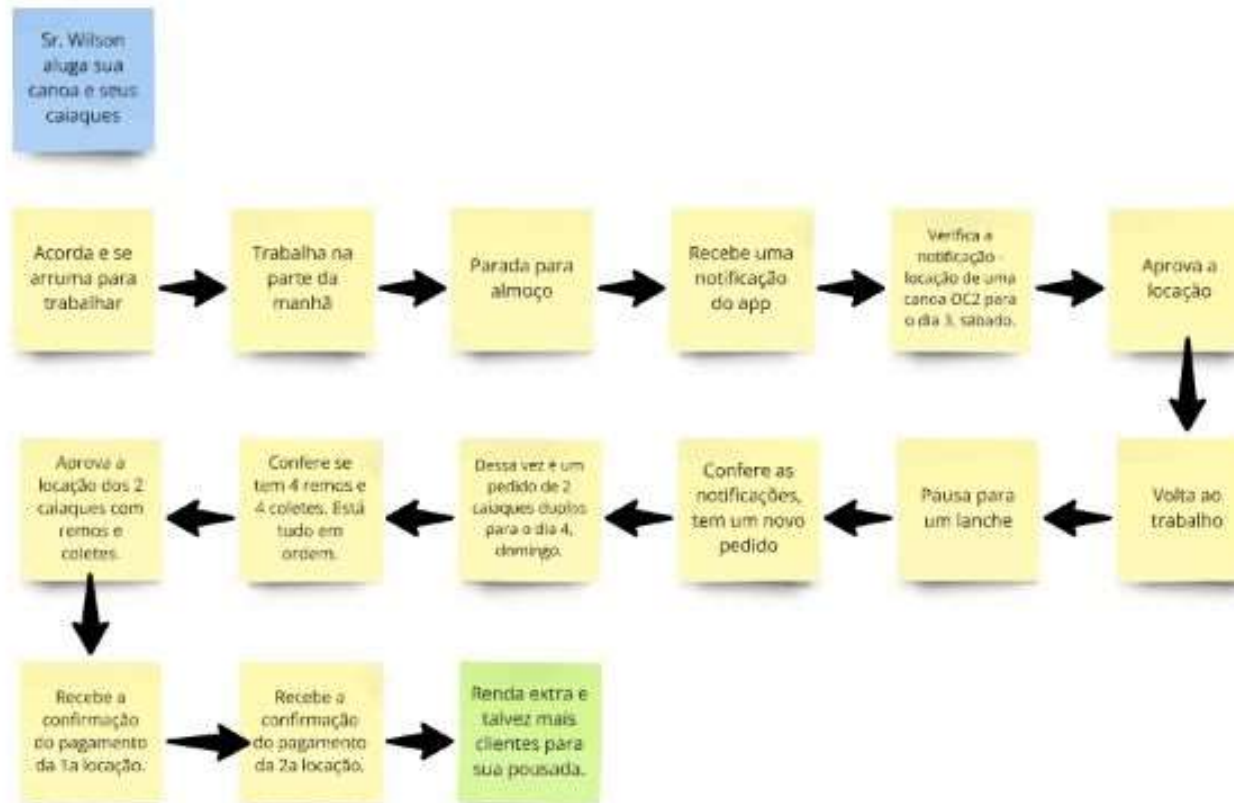 Sr. Wilson
aluga sua
canoa e seus
caiaques
Acorda e se
arruma para
trabalhar
Trabalha na
parte da
manhã
Parada para
almoço
Recebe uma
notificação
do app
Verifica a
notificação -
locação de uma
canoa OC2 para
o dia 3, sábado.
Aprova a
locação
Volta ao
trabalho
Pausa para
um lanche
Confere as
notificações,
tem um novo
pedido
Dessa vez é um
pedido de 2
caiaques duplos
para o dia 4,
domingo.
Confere se
tem 4 remos e
4 coletes. Está
tudo em
ordem.
Aprova a
locação dos 2
caiaques com
remos e
coletes.
Recebe a
confirmação
do pagamento
da 1a locação.
Recebe a
confirmação
do pagamento
da 2a locação.
Renda extra e
talvez mais
clientes para
sua pousada.